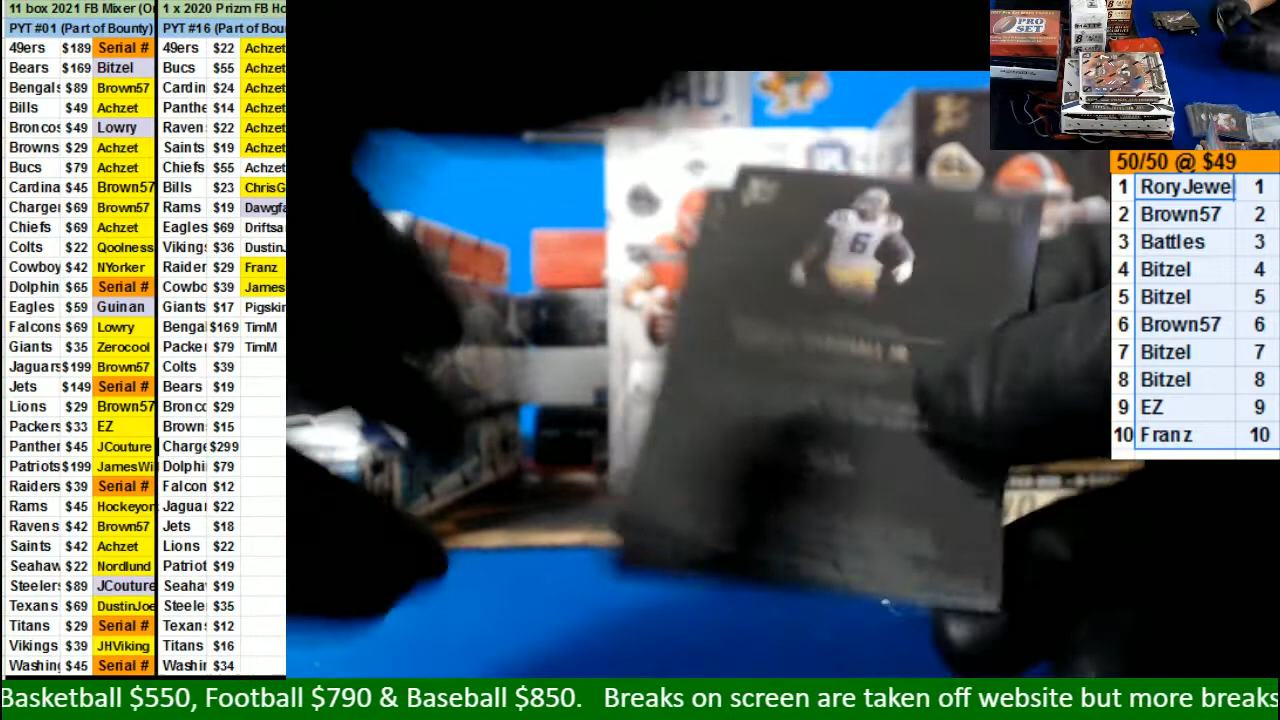 11 box 2021 FB Mixer (O
1 x 2020 Prizm FB Ho
PYT #01 (Part of Bounty)
PYT #16 (Part of Bou
49ers $189 Serial # 49ers $22 Achzet
Bears $169 Bitzel Bucs $55 Achzet
Bengals $89 Brown57 Cardin $24 Achzet
Bills $49 Achzet Panthe $14 Achzet
Broncos $49 Lowry Raven $22 Achzet
Browns $29 Achzet Saints $19 Achzet
Bucs $79 Achzet Chiefs $55 Achzet
Cardina $45 Brown57 Bills $23 ChrisG
Charge $69 Brown57 Rams $19 Dawgfa
Chiefs $69 Achzet Eagles $69 Driftsa
Colts $22 Qoolness Viking $36 DustinJ
Cowboy $42 NYorker Raider $29 Franz
Dolphin $65 Serial # Cowbo $39 James
Eagles $59 Guinan Giants $17 Pigskin
Falcons $69 Lowry Bengal $169 TimM
Giants $35 Zerocool Packe $79 TimM
Jaguars $199 Brown57 Colts $39
Jets $149 Serial # Bears $19
Lions $29 Brown57 Bronco $29
Packers $33 EZ Brown $15
Panther $45 JCouture Charge $299
Patriots $199 JamesWi Dolphi $79
Raiders $39 Serial # Falcon $12
Rams $45 Hockeyon Jagua $22
Ravens $42 Brown57 Jets $18
Saints $42 Achzet Lions $22
Seahaw $22 Nordlund Patriot $19
Steelers $89 JCouture Seaha $19
Texans $69 DustinJoe Steele $35
Titans $29 Serial # Texans $12
Vikings $39 JHViking Titans $16
Washing $45 Serial # Washin $34
PRO SET
6
50/50 @ $49
1 RoryJewel 1
2 Brown57 2
3 Battles 3
4 Bitzel 4
5 Bitzel 5
6 Brown57 6
7 Bitzel 7
8 Bitzel 8
9 EZ 9
10 Franz 10
Basketball $550, Football $790 & Baseball $850. Breaks on screen are taken off website but more breaks